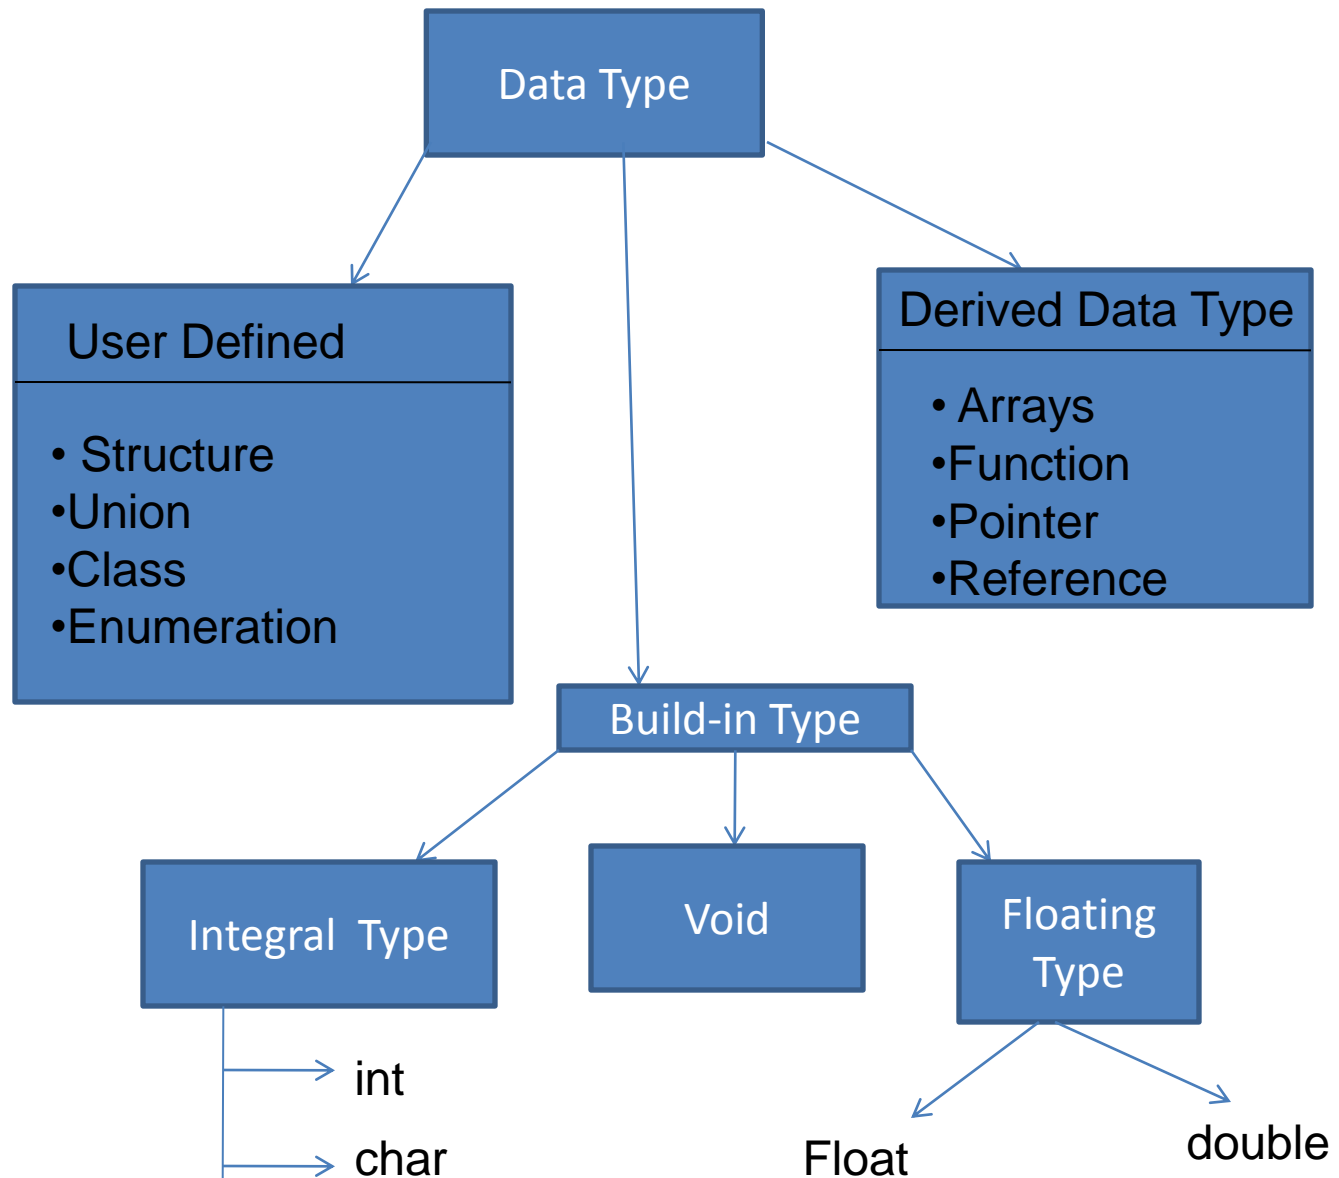 Data Type
User Defined
• Structure
•Union
•Class
•Enumeration
Derived Data Type
• Arrays
•Function
•Pointer
•Reference
Build-in Type
Integral Type
Void
Floating
Type
int
char
Float
double